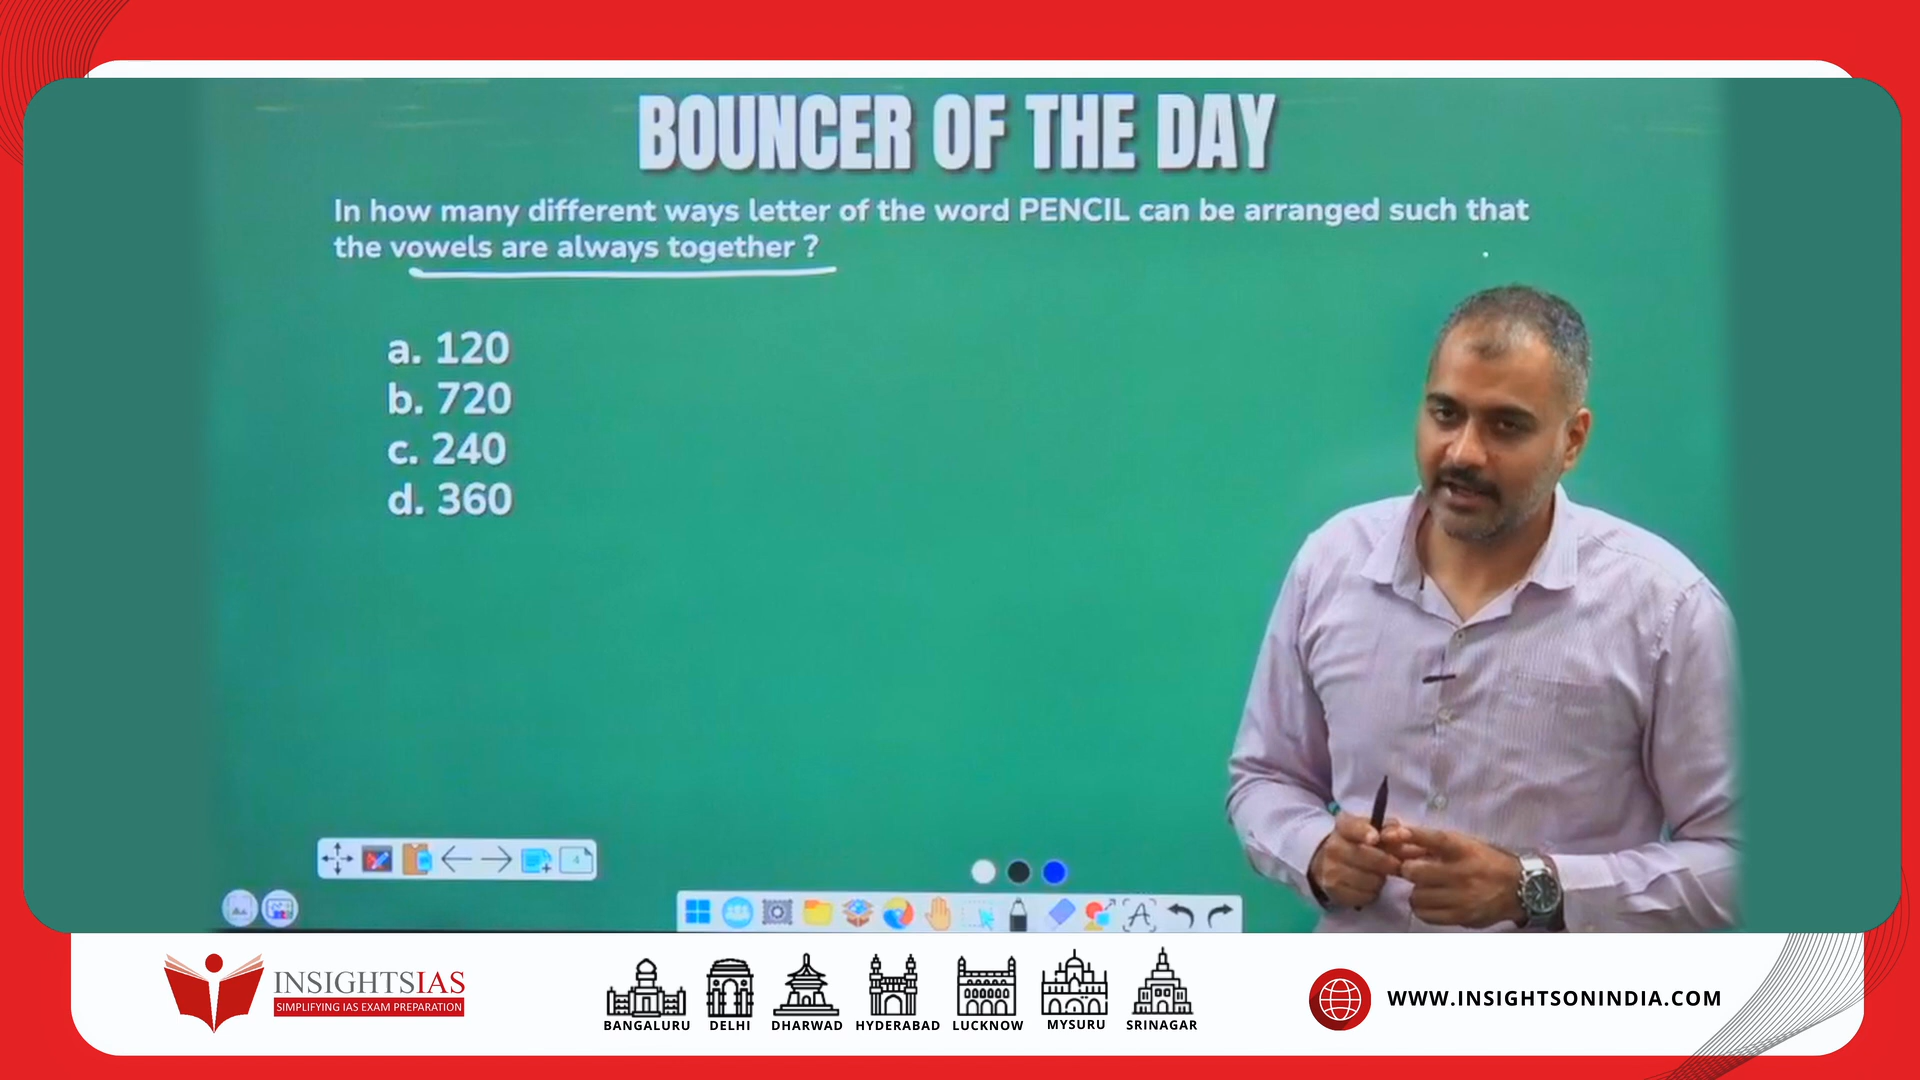 BOUNCER OF THE DAY
In how many different ways letter of the word PENCIL can be arranged such that
the vowels are always together ?
a. 120
b. 720
c. 240
d. 360
4
A
INSIGHTSIAS
SIMPLIFYING IAS EXAM PREPARATION
BANGALURU DELHI DHARWAD HYDERABAD LUCKNOW MYSURU SRINAGAR
WWW.INSIGHTSONINDIA.COM